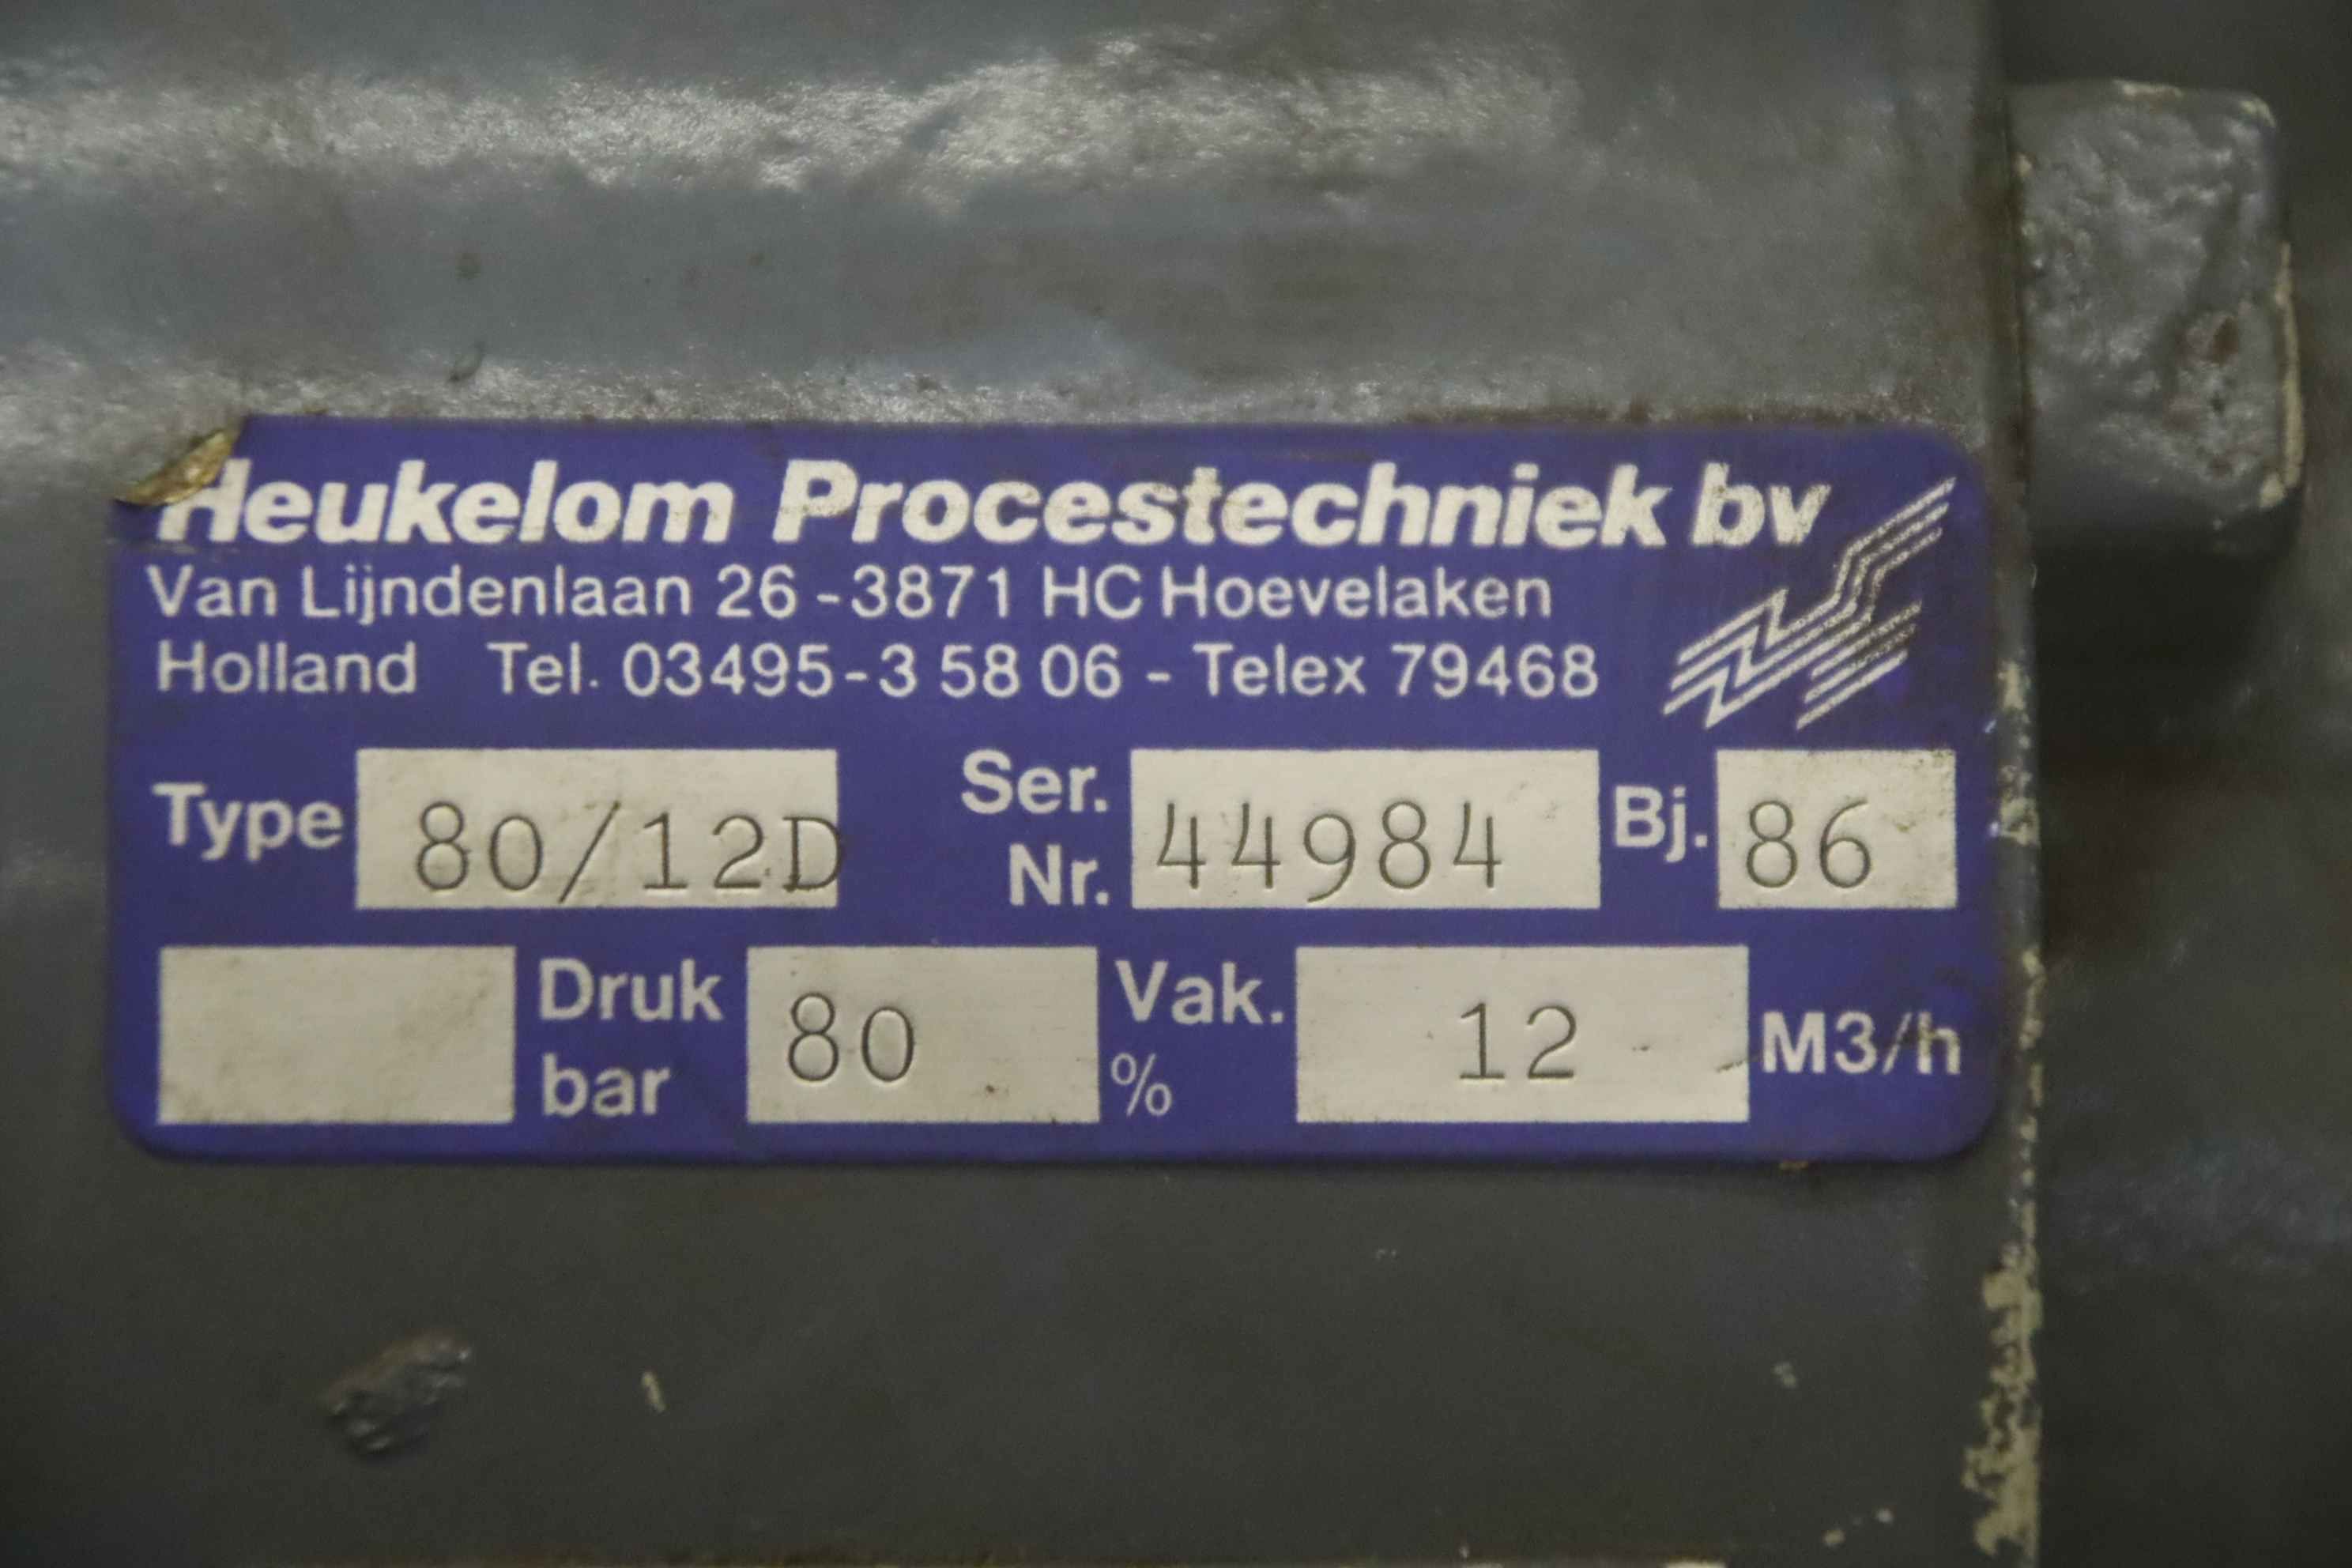 Heukelom Procestechniek bv
Van Lijndenlaan 26 - 3871 HC Hoevelaken
Holland Tel. 03495-3 58 06 - Telex 79468
Type 80/12D Ser. Nr. 44984 Bj. 86
Druk bar 80 Vak. % 12 M3/h